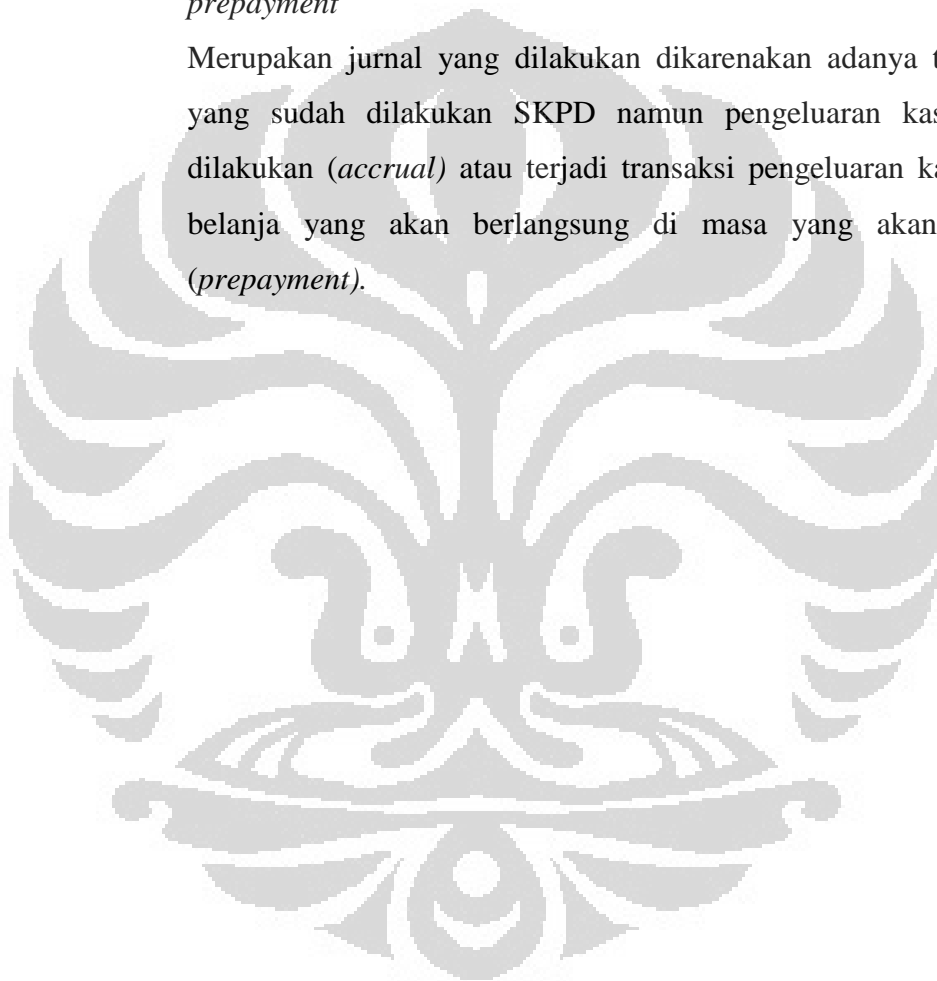 prepayment
Merupakan jurnal yang dilakukan dikarenakan adanya
yang sudah dilakukan SKPD namun pengeluaran kas
dilakukan (accrual) atau terjadi transaksi pengeluaran
belanja yang akan berlangsung di masa yang akan
(prepayment).